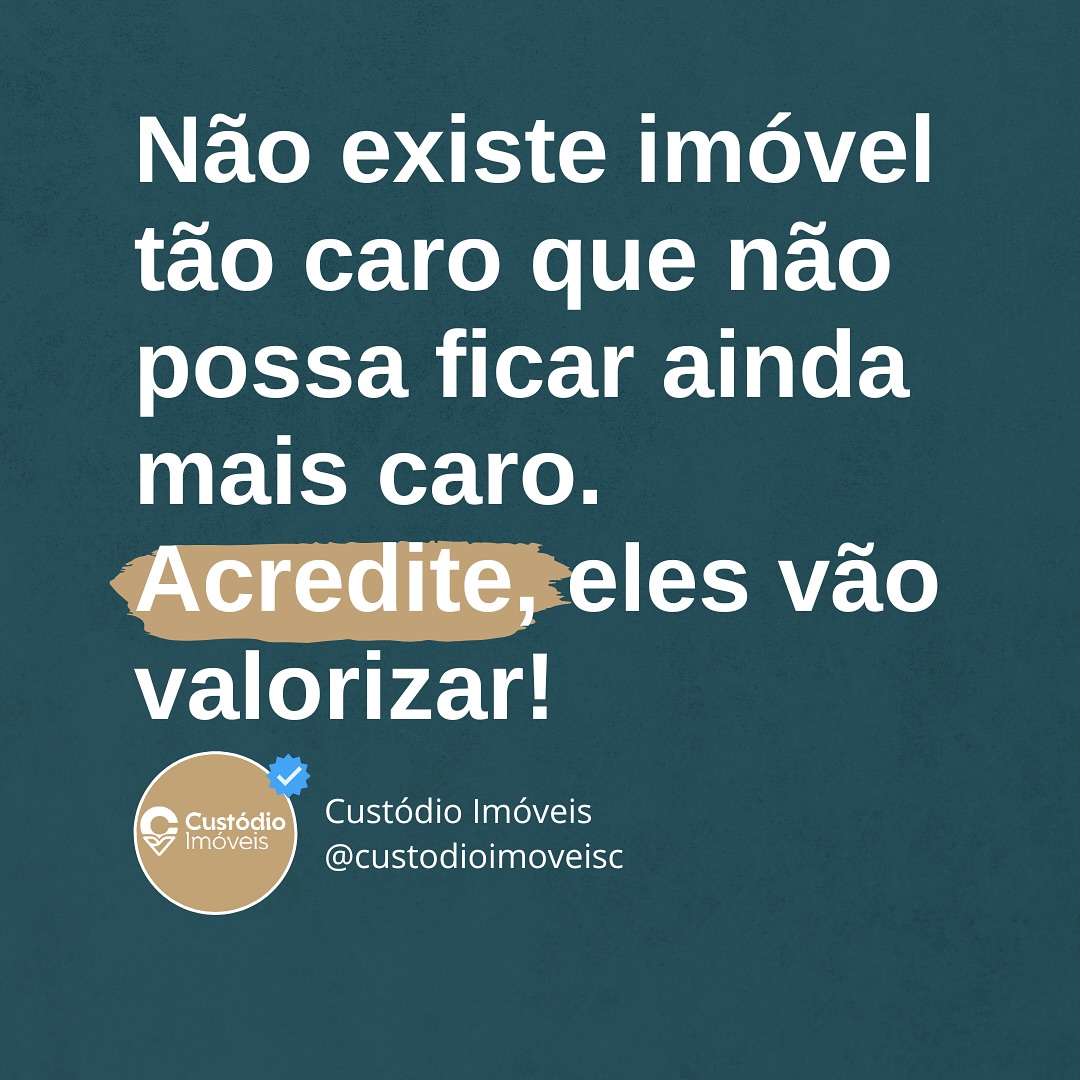 Não existe imóvel
tão caro que não
possa ficar ainda
mais caro.
Acredite, eles vão
valorizar!
Custódio
Imóveis
Custódio Imóveis
@custodioimoveisc